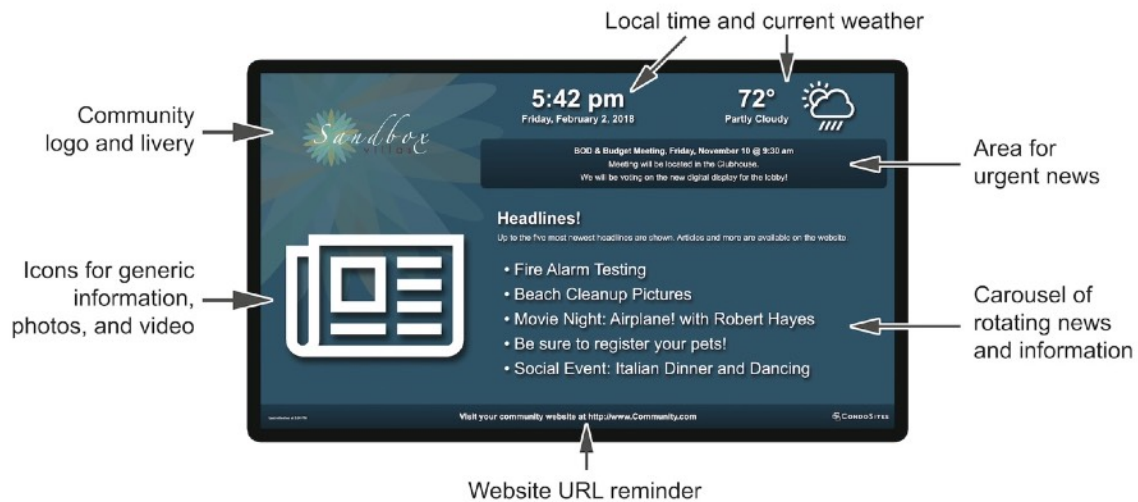 Local time and current weather
Community
logo and livery
Sandbox
villas
5:42 pm
Friday, February 2, 2018
72°
Partly Cloudy
BOD & Budget Meeting, Friday, November 10 @ 9:30 am
Meeting will be located in the Clubhouse.
We will be voting on the new digital display for the lobby!
Area for
urgent news
Headlines!
Up to the five most newest headlines are shown. Articles and more are available on the website.
Icons for generic
information,
photos, and video
• Fire Alarm Testing
• Beach Cleanup Pictures
• Movie Night: Airplane! with Robert Hayes
• Be sure to register your pets!
• Social Event: Italian Dinner and Dancing
Carousel of
rotating news
and information
Visit your community website at http://www.Community.com
CONDOSITES
Website URL reminder